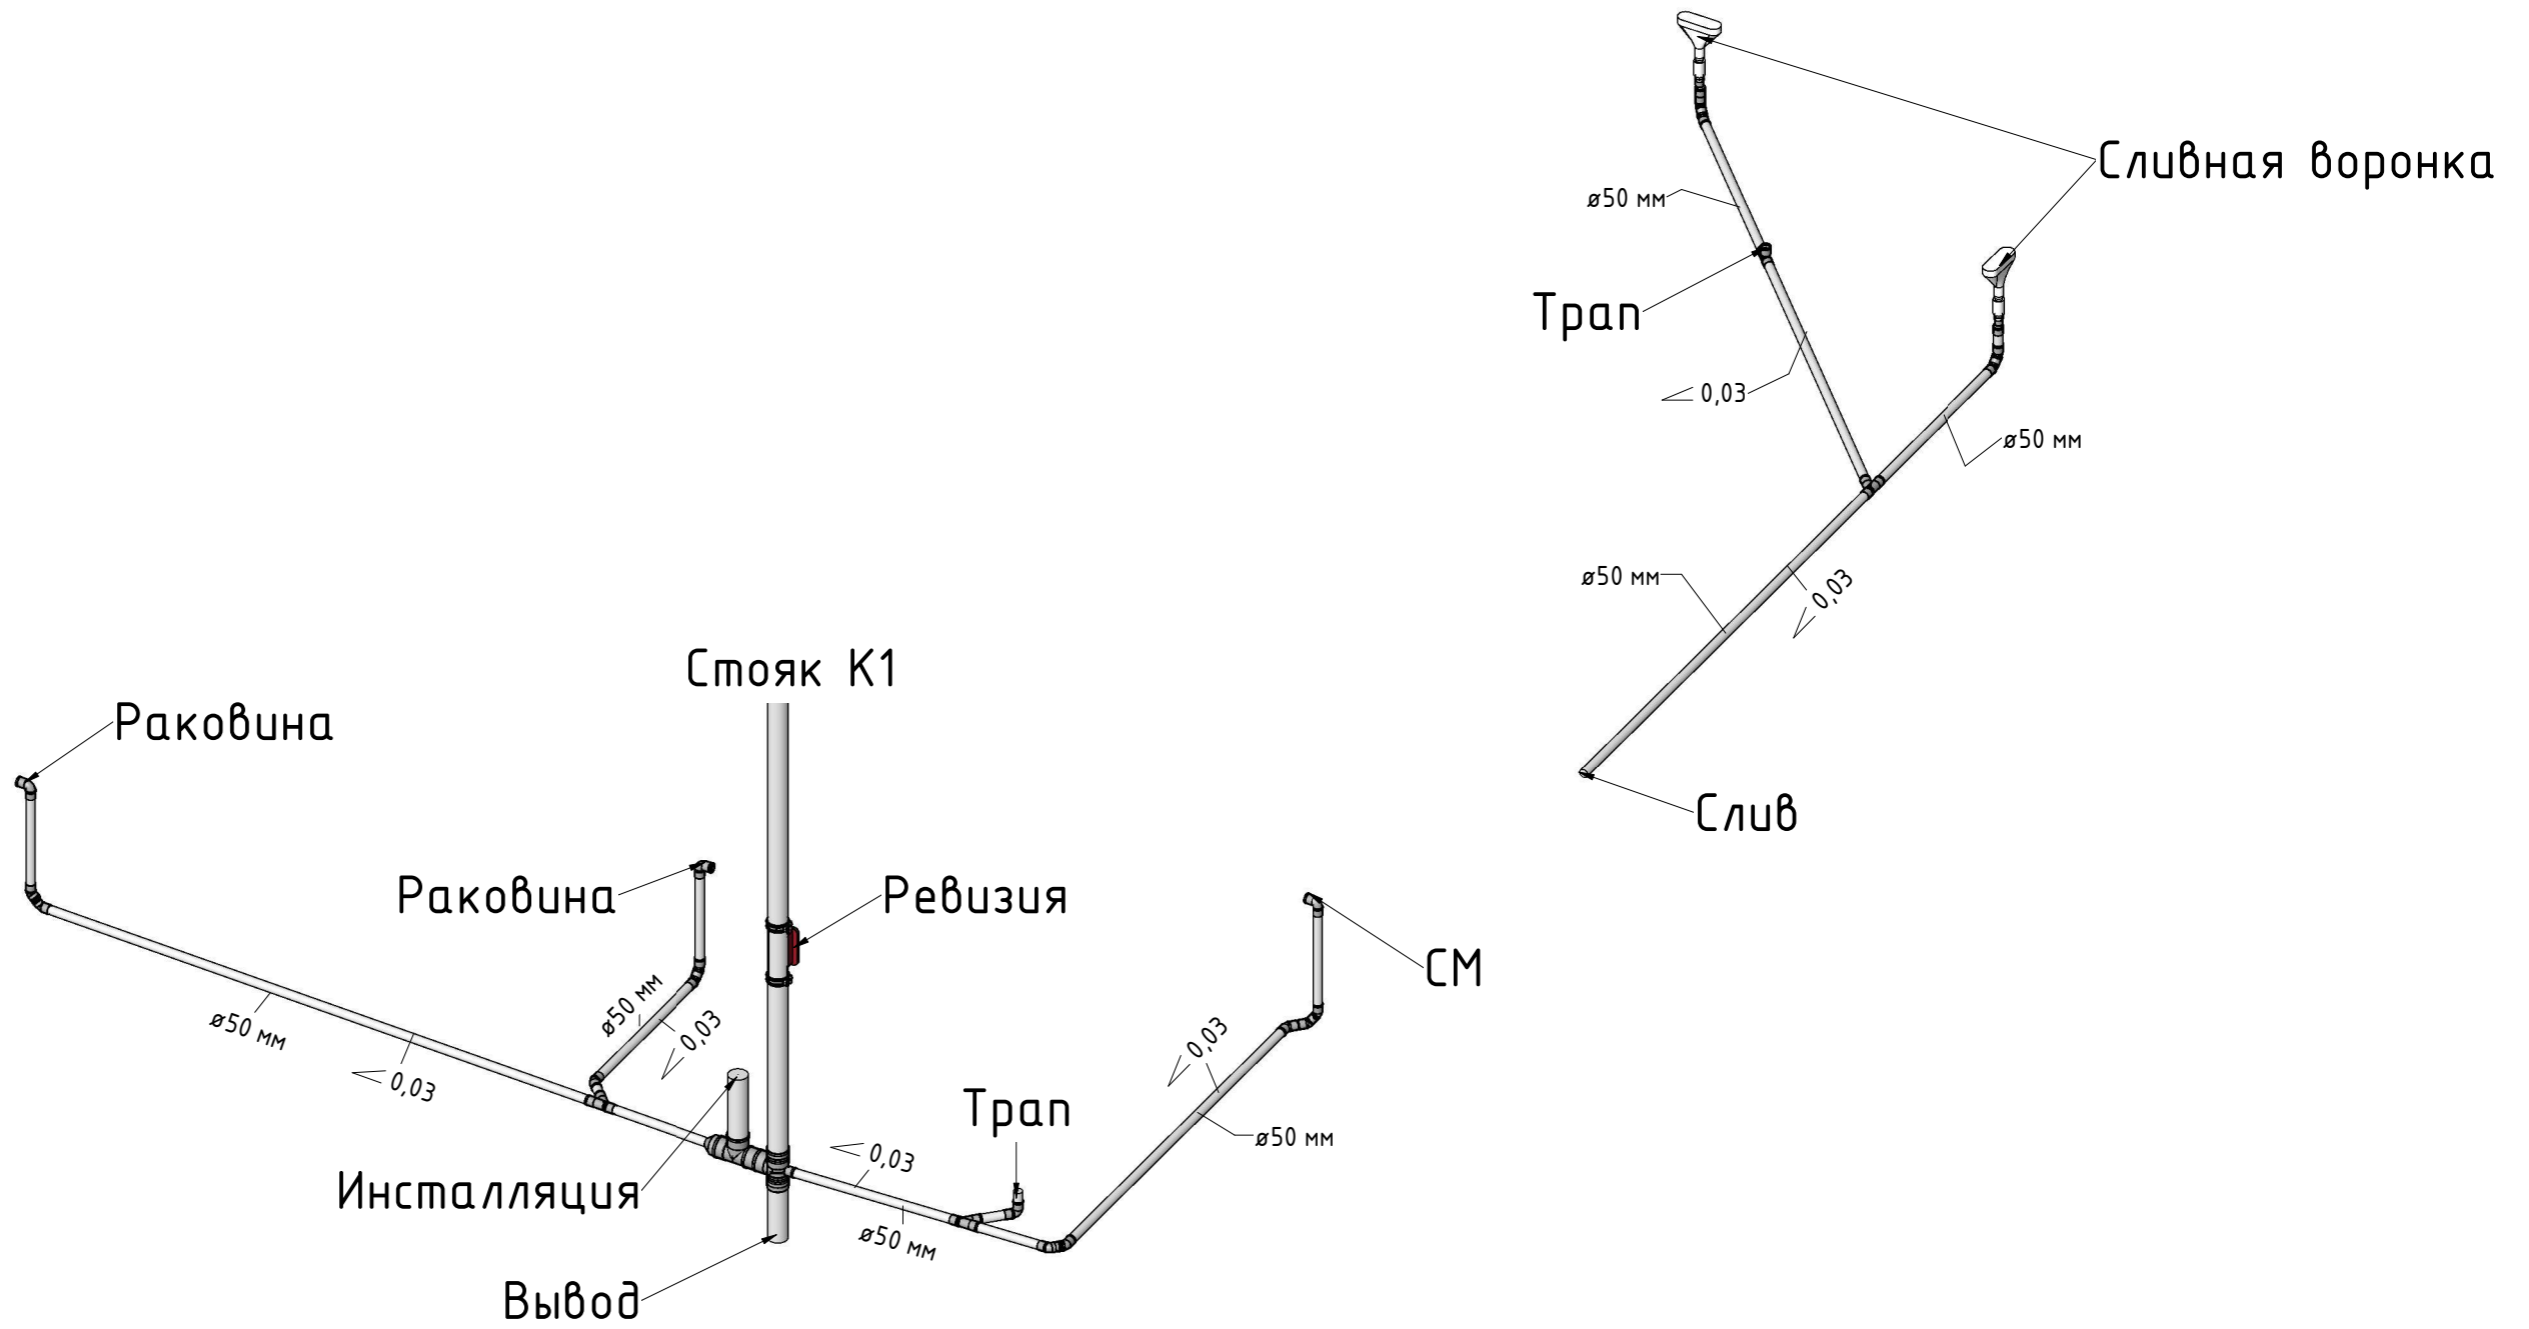 Сливная воронка
ø50 мм
Трап
0,03
ø50 мм
ø50 мм
0,03
Слив
Стояк К1
Раковина
Раковина
Ревизия
СМ
ø50 мм
0,03
ø50 мм
0,03
0,03
ø50 мм
Трап
0,03
ø50 мм
Инсталляция
Вывод